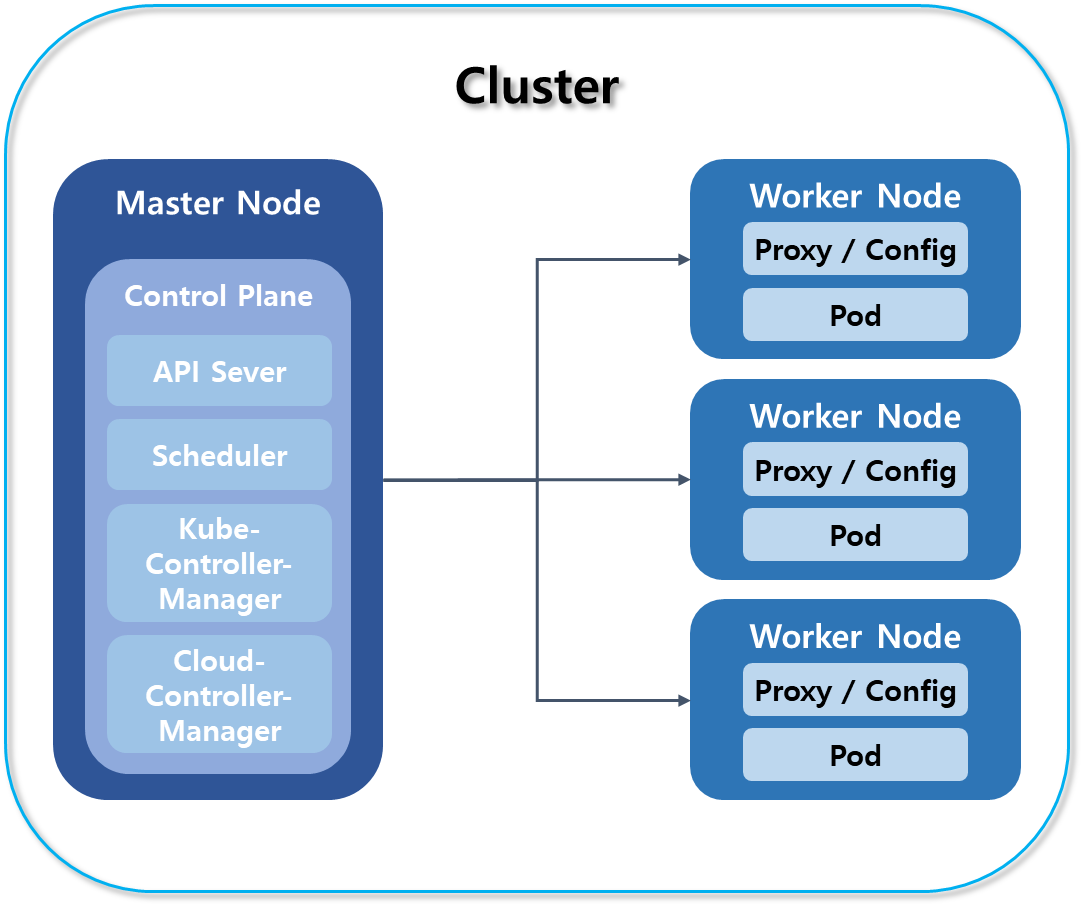 Cluster
Master Node
Control Plane
API Sever
Scheduler
Kube-
Controller-
Manager
Cloud-
Controller-
Manager
Worker Node
Proxy / Config
Pod
Worker Node
Proxy / Config
Pod
Worker Node
Proxy / Config
Pod